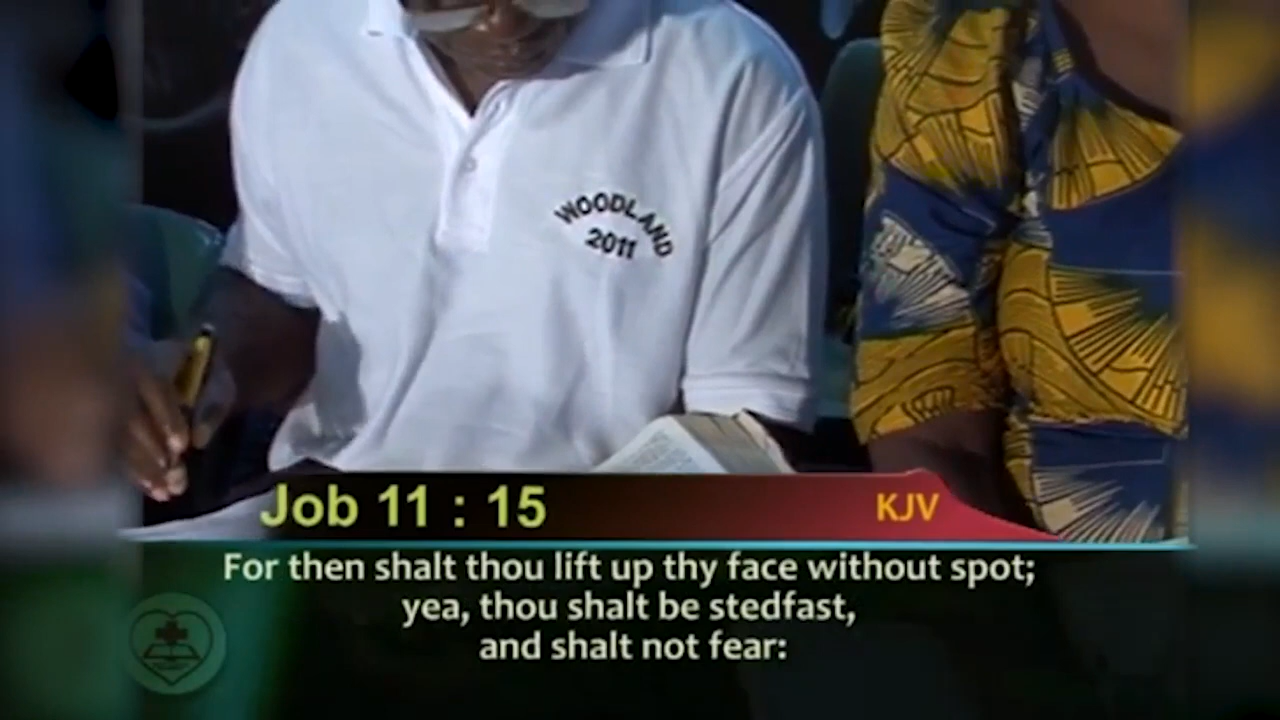 WOODLAND
2011
Job 11 : 15
KJV
For then shalt thou lift up thy face without spot;
yea, thou shalt be stedfast,
and shalt not fear: